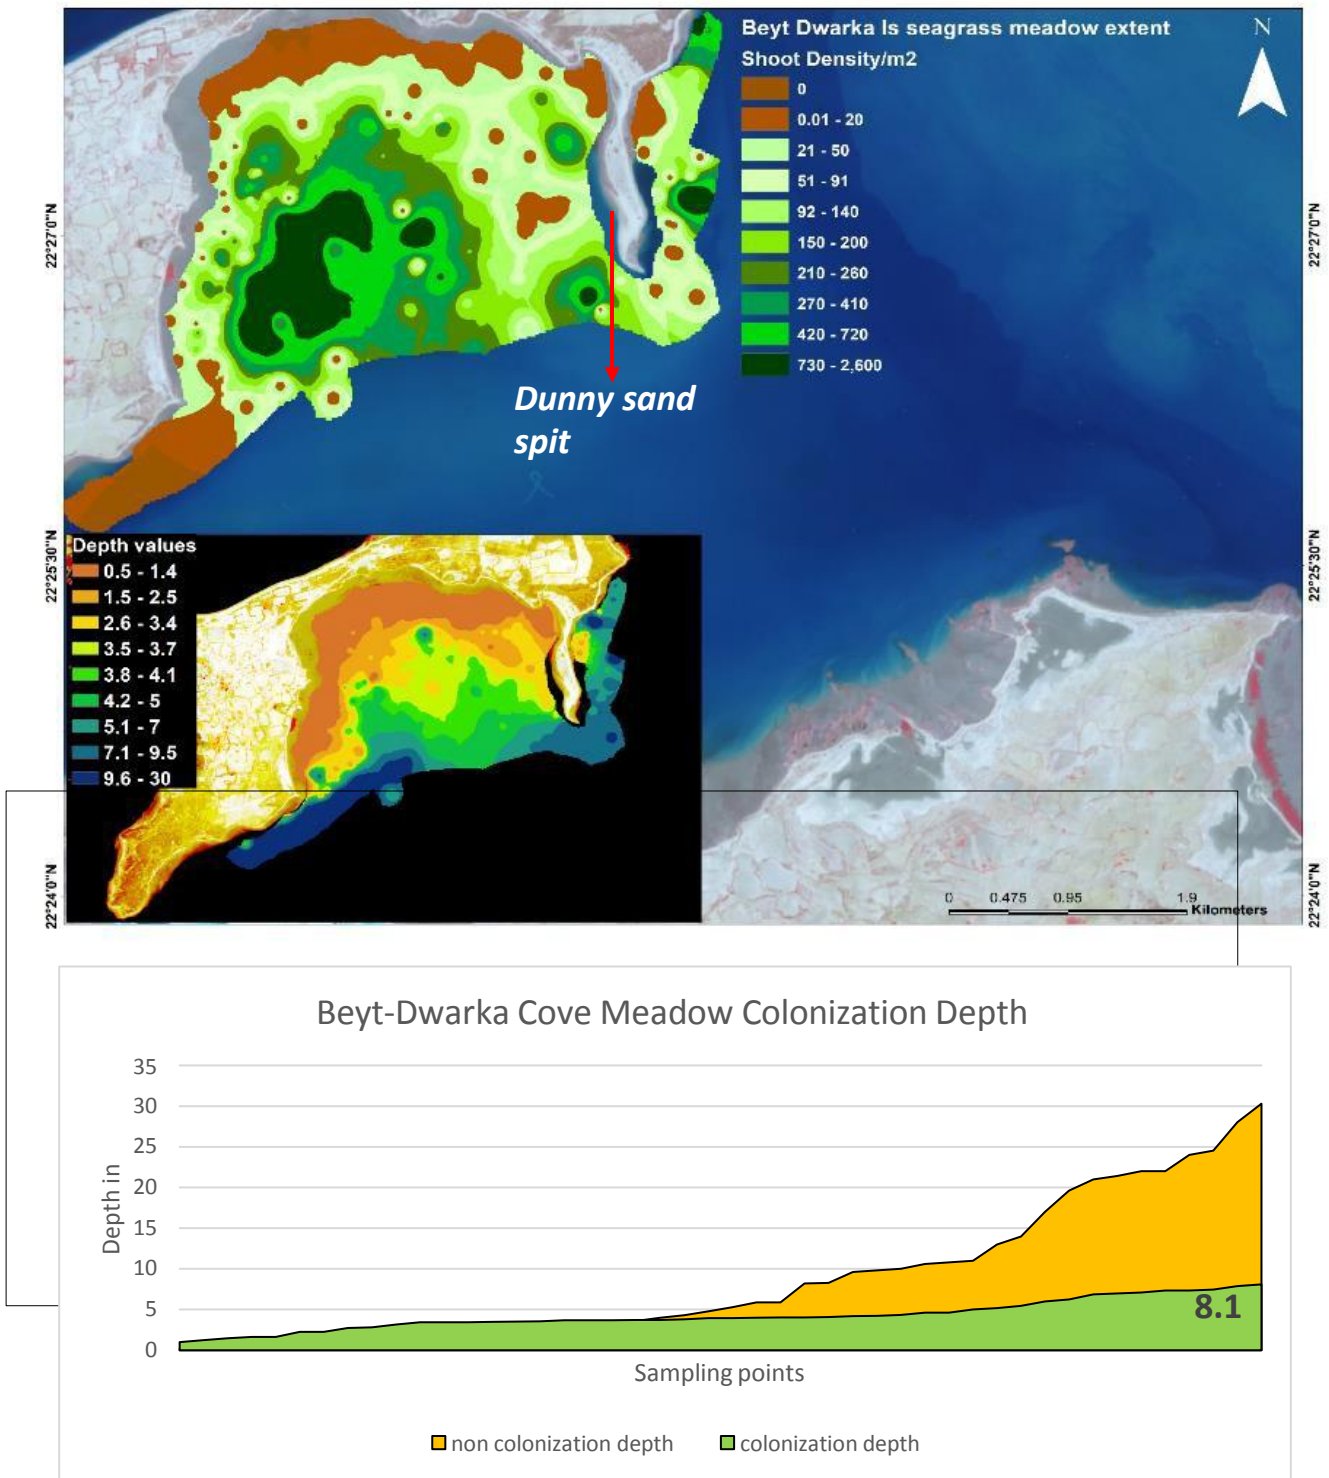 Beyt Dwarka Is seagrass meadow extent
N
Shoot Density/m2
0
0.01 - 20
21 - 50
51 - 91
92 - 140
150 - 200
210 - 260
270 - 410
420 - 720
730 - 2,600
22°27'0"N
22°27'0"N
Dunny sand
spit
22°25'30"N
22°25'30"N
Depth values
0.5 - 1.4
1.5 - 2.5
2.6 - 3.4
3.5 - 3.7
3.8 - 4.1
4.2 - 5
5.1 - 7
7.1 - 9.5
9.6 - 30
22°24'0"N
22°24'0"N
0 0.475 0.95 1.9
Kilometers
Beyt-Dwarka Cove Meadow Colonization Depth
Depth in
35
30
25
20
15
10
5
0
8.1
Sampling points
non colonization depth colonization depth